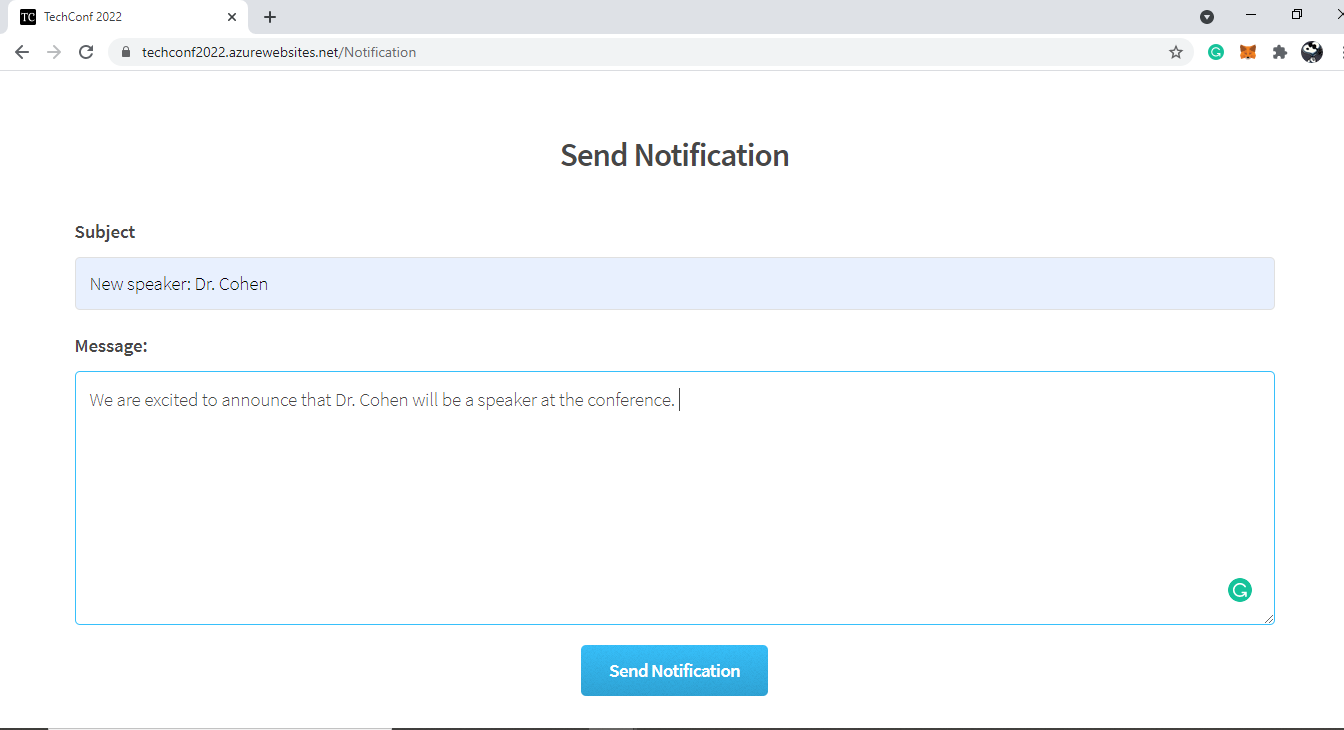 TC TechConf 2022
techconf2022.azurewebsites.net/Notification
Send Notification
Subject
New speaker: Dr. Cohen
Message:
We are excited to announce that Dr. Cohen will be a speaker at the conference.
Send Notification